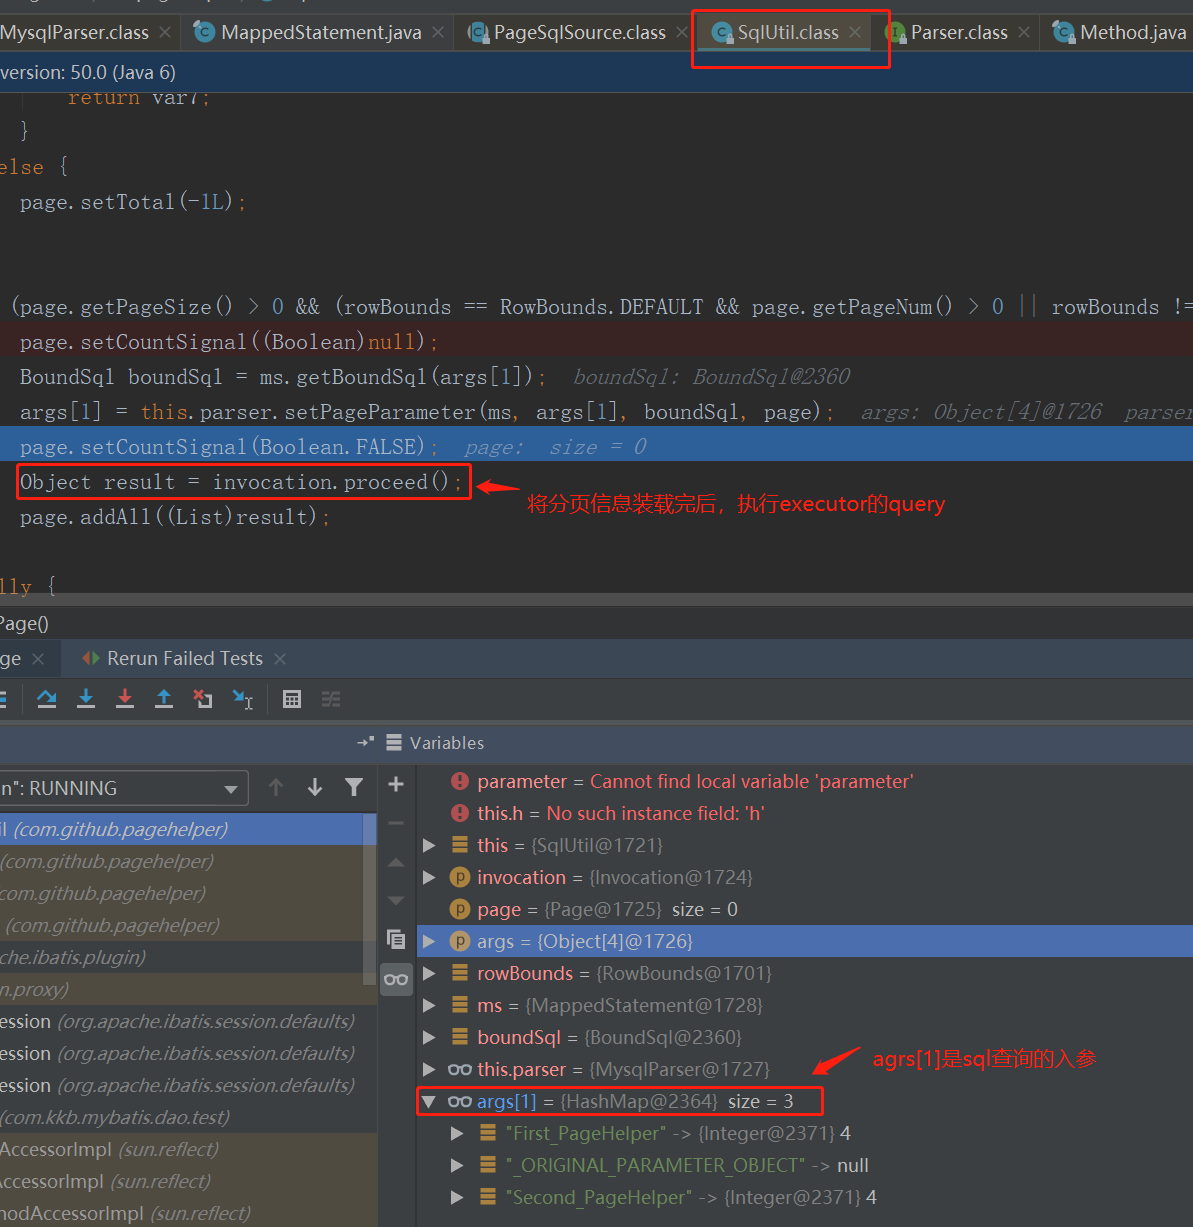 MysqlParser.class
MappedStatement.java
PageSqlSource.class
SqlUtil.class
Parser.class
Method.java
version: 50.0 (Java 6)
return var7;
}
else {
page.setTotal(-1L);
(page.getPageSize() > 0 && (rowBounds == RowBounds.DEFAULT && page.getPageNum() > 0 || rowBounds !=
page.setCountSignal((Boolean)null);
BoundSql boundSql = ms.getBoundSql(args[1]); boundSql: BoundSql@2360
args[1] = this.parser.setPageParameter(ms, args[1], boundSql, page); args: Object[4]@1726 parser
page.setCountSignal(Boolean.FALSE); page: size = 0
Object result = invocation.proceed();
将分页信息装载完后，执行executor的query
page.addAll((List)result);
lly {
Page()
ge
Rerun Failed Tests
Variables
n": RUNNING
il (com.github.pagehelper)
(com.github.pagehelper)
com.github.pagehelper)
(com.github.pagehelper)
che.ibatis.plugin)
n.proxy)
ession (org.apache.ibatis.session.defaults)
ession (org.apache.ibatis.session.defaults)
ession (org.apache.ibatis.session.defaults)
(com.kkb.mybatis.dao.test)
AccessorImpl (sun.reflect)
AccessorImpl (sun.reflect)
hodAccessorImpl (sun.reflect)
parameter = Cannot find local variable 'parameter'
this.h = No such instance field: 'h'
this = {SqlUtil@1721}
invocation = {Invocation@1724}
page = {Page@1725} size = 0
args = {Object[4]@1726}
rowBounds = {RowBounds@1701}
ms = {MappedStatement@1728}
boundSql = {BoundSql@2360}
this.parser = {MysqlParser@1727}
agrs[1]是sql查询的入参
args[1] = {HashMap@2364} size = 3
"First_PageHelper" -> {Integer@2371} 4
"_ORIGINAL_PARAMETER_OBJECT" -> null
"Second_PageHelper" -> {Integer@2371} 4